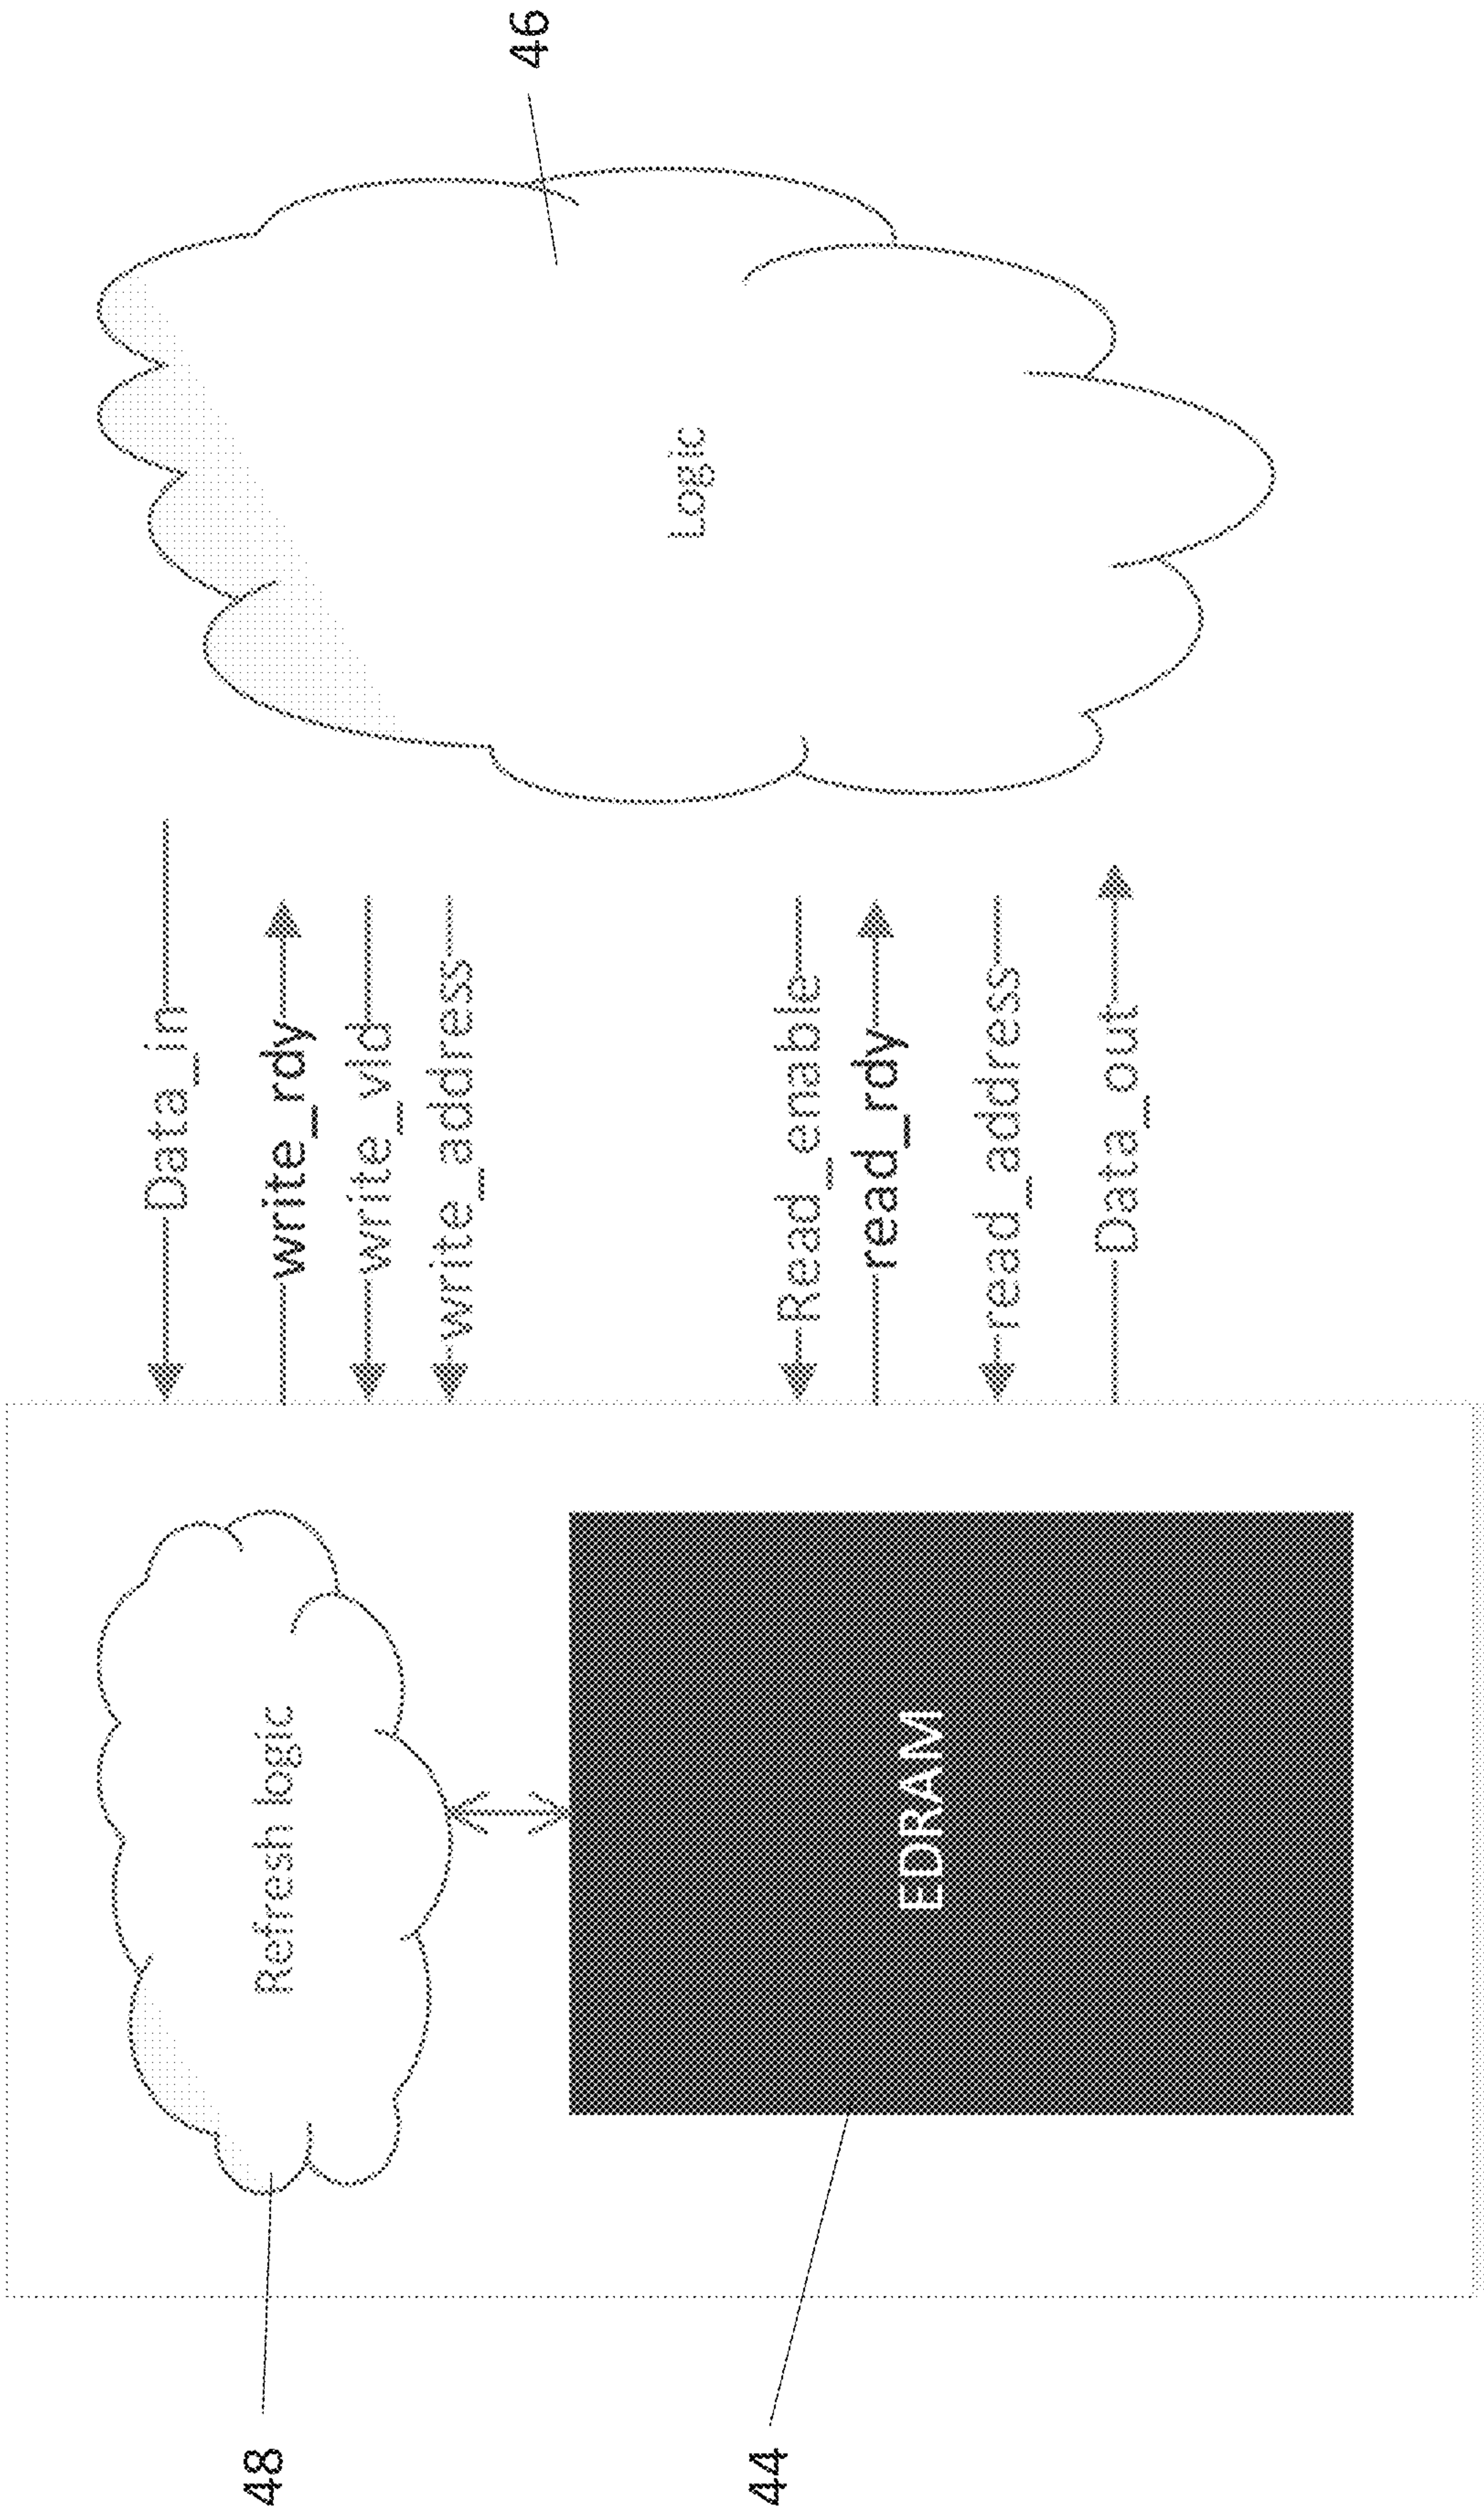 48
Refresh logic
44
EDRAM
Data_in
write_rdy
write_vld
write_address
Read_enable
read_rdy
read_address
Data_out
Logic
46